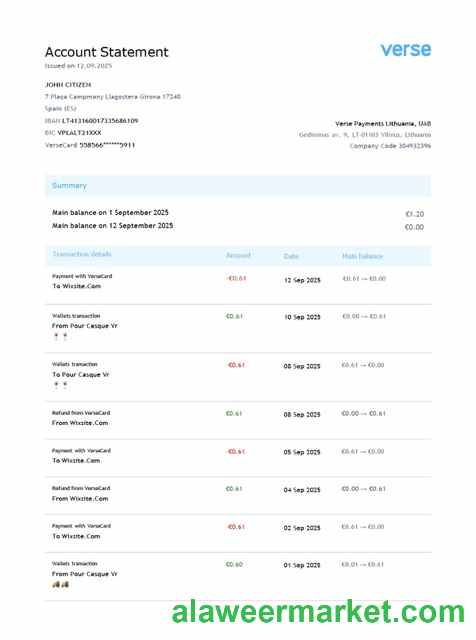 Account Statement
verse
Issued on 12.09.2025
JOHN CITIZEN
7 Plaça Campmany Llagostera Girona 17240
Spain (ES)
IBAN LT413160017335686109
BIC VPLALT21XXX
VerseCard 558566******5911
Verse Payments Lithuania, UAB
Gedimino av. 9, LT-01103 Vilnius, Lithuania
Company Code 304932396
Summary
Main balance on 1 September 2025 €1.20
Main balance on 12 September 2025 €0.00
Transaction details Amount Date Main balance
Payment with VerseCard
To Wixsite.Com -€0.61 12 Sep 2025 €0.61 → €0.00
Wallets transaction
From Pour Casque Vr €0.61 10 Sep 2025 €0.00 → €0.61
Wallets transaction
To Pour Casque Vr -€0.61 08 Sep 2025 €0.61 → €0.00
Refund from VerseCard
From Wixsite.Com €0.61 08 Sep 2025 €0.00 → €0.61
Payment with VerseCard
To Wixsite.Com -€0.61 05 Sep 2025 €0.61 → €0.00
Refund from VerseCard
From Wixsite.Com €0.61 04 Sep 2025 €0.00 → €0.61
Payment with VerseCard
To Wixsite.Com -€0.61 02 Sep 2025 €0.61 → €0.00
Wallets transaction
From Pour Casque Vr €0.60 01 Sep 2025 €0.01 → €0.61
alaweermarket.com